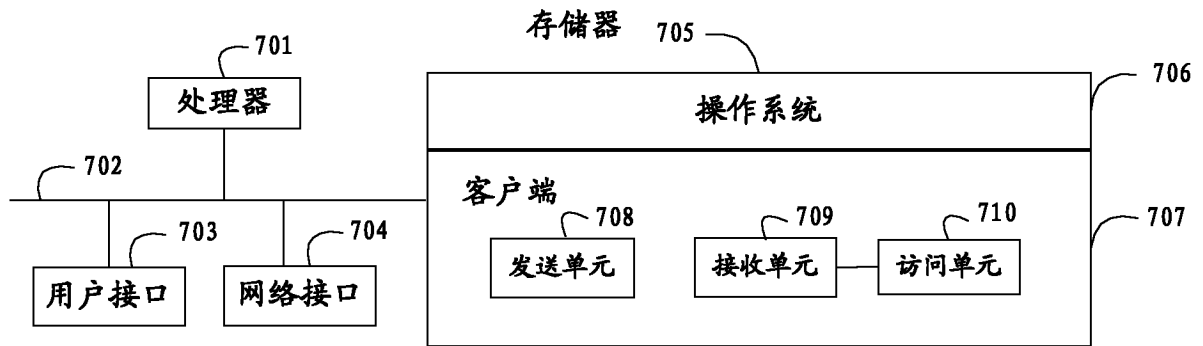 存储器
701
705
706
处理器
操作系统
702
客户端
703
704
708
709
710
707
用户接口
网络接口
发送单元
接收单元
访问单元